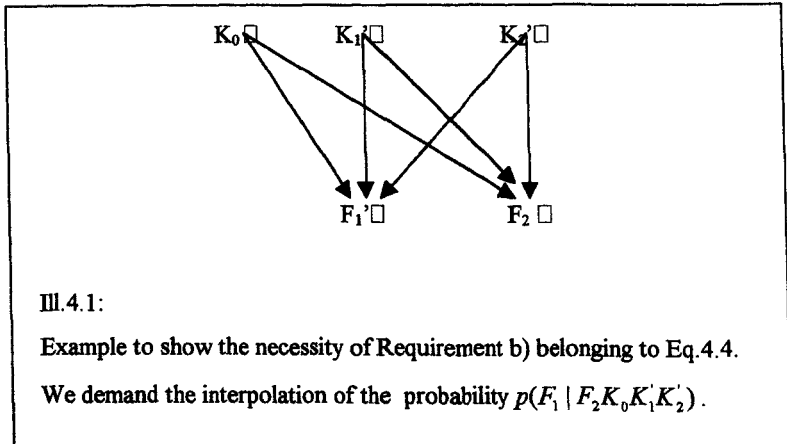 K₀□ K₁'□ K₂'□
F₁'□ F₂ □
Ill.4.1:
Example to show the necessity of Requirement b) belonging to Eq.4.4.
We demand the interpolation of the probability p(F₁ | F₂K₀K₁'K₂').